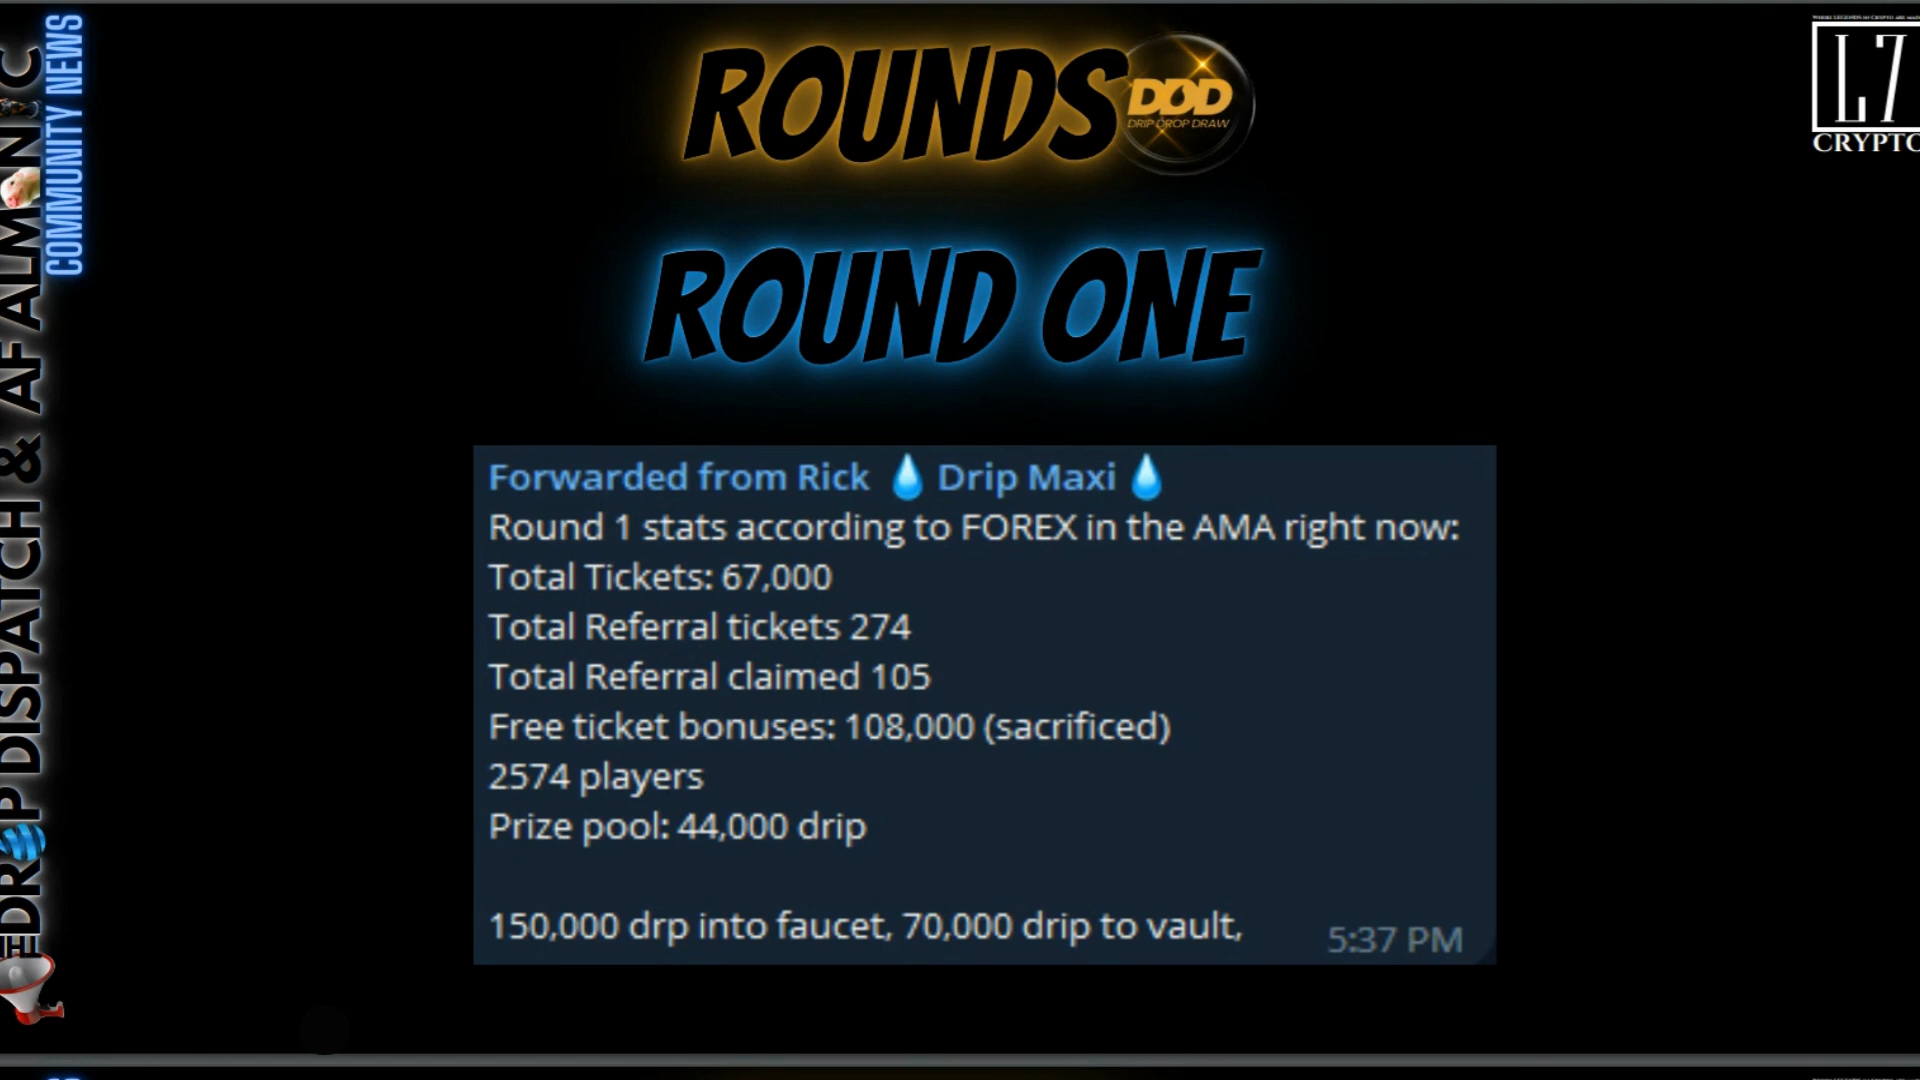 ROUNDS
DDD
DRIP DROP DRAW
L7
CRYPTO
COMMUNITY NEWS
DROP DISPATCH & AF ALMNIC
ROUND ONE
Forwarded from Rick 💧 Drip Maxi 💧
Round 1 stats according to FOREX in the AMA right now:
Total Tickets: 67,000
Total Referral tickets 274
Total Referral claimed 105
Free ticket bonuses: 108,000 (sacrificed)
2574 players
Prize pool: 44,000 drip
150,000 drp into faucet, 70,000 drip to vault,
5:37 PM